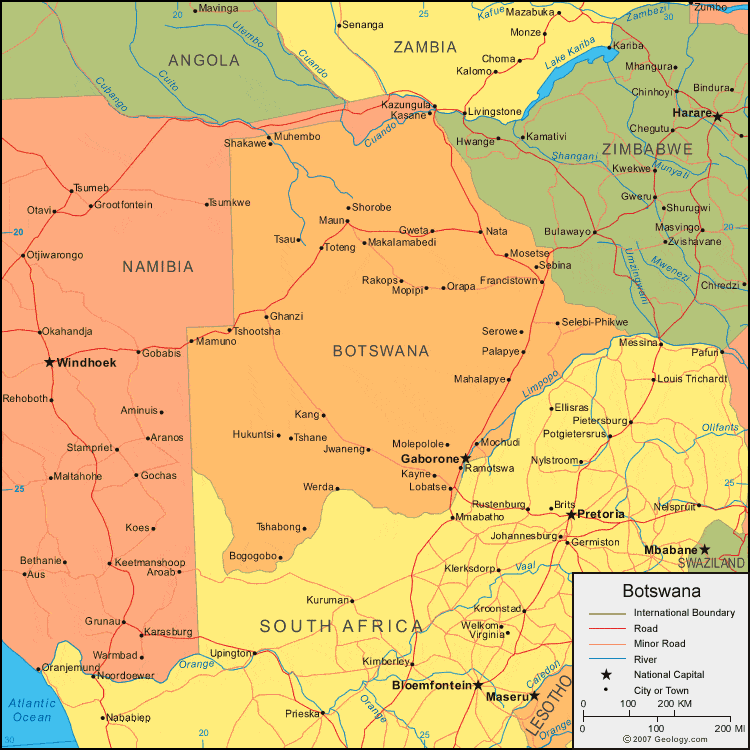 20
25
30
Mavinga
Senanga
Kafue
Mazabuka
Zambezi
Zumbo
Utembo
ZAMBIA
Monze
Kariba
ANGOLA
Cuando
Choma
Lake Kariba
Mhangura
Cubango
Cuito
Kalomo
Chinhoyi
Bindura
Kazungula
Kasane
Livingstone
Harare
Cuando
Muhembo
Shakawe
Hwange
Kamativi
Chegutu
ZIMBABWE
Shangani
Kwekwe
Munyati
Tsumeb
Otavi
Grootfontein
Tsumkwe
Shorobe
Maun
Gweru
Shurugwi
20
Tsau
Toteng
Gweta
Makalamabedi
Nata
Bulawayo
Masvingo
Zvishavane
20
Otjiwarongo
NAMIBIA
Mosetse
Sebina
Umzingwani
Mwenezi
Rakops
Mopipi
Orapa
Francistown
Chiredzi
Ghanzi
Okahandja
Tshootsha
Mamuno
Serowe
Selebi-Phikwe
Messina
Windhoek
Gobabis
BOTSWANA
Palapye
Pafuri
Rehoboth
Mahalapye
Limpopo
Louis Trichardt
Aminuis
Kang
Ellisras
Pietersburg
Olifants
Aranos
Hukuntsi
Tshane
Molepolole
Mochudi
Potgietersrus
Stampriet
Jwaneng
Gaborone
Ramotswa
Nylstroom
Maltahohe
Gochas
Kayne
25
Werda
Lobatse
25
Koes
Tshabong
Mmabatho
Rustenburg
Brits
Pretoria
Nelspruit
Bethanie
Aus
Keetmanshoop
Aroab
Bogogobo
Johannesburg
Germiston
Mbabane
SWAZILAND
Klerksdorp
Vaal
Grunau
Karasburg
Kuruman
SOUTH AFRICA
Kroonstad
Welkom
Virginia
Warmbad
Oranjemund
Noordoewer
Orange
Upington
Kimberley
Bloemfontein
Maseru
Caledon
LESOTHO
Atlantic
Ocean
Nababiep
Prieska
Orange
Orange
30
20
25
Botswana
International Boundary
Road
Minor Road
River
National Capital
City or Town
0 100 200 KM
0 100 200 MI
© 2007 Geology.com